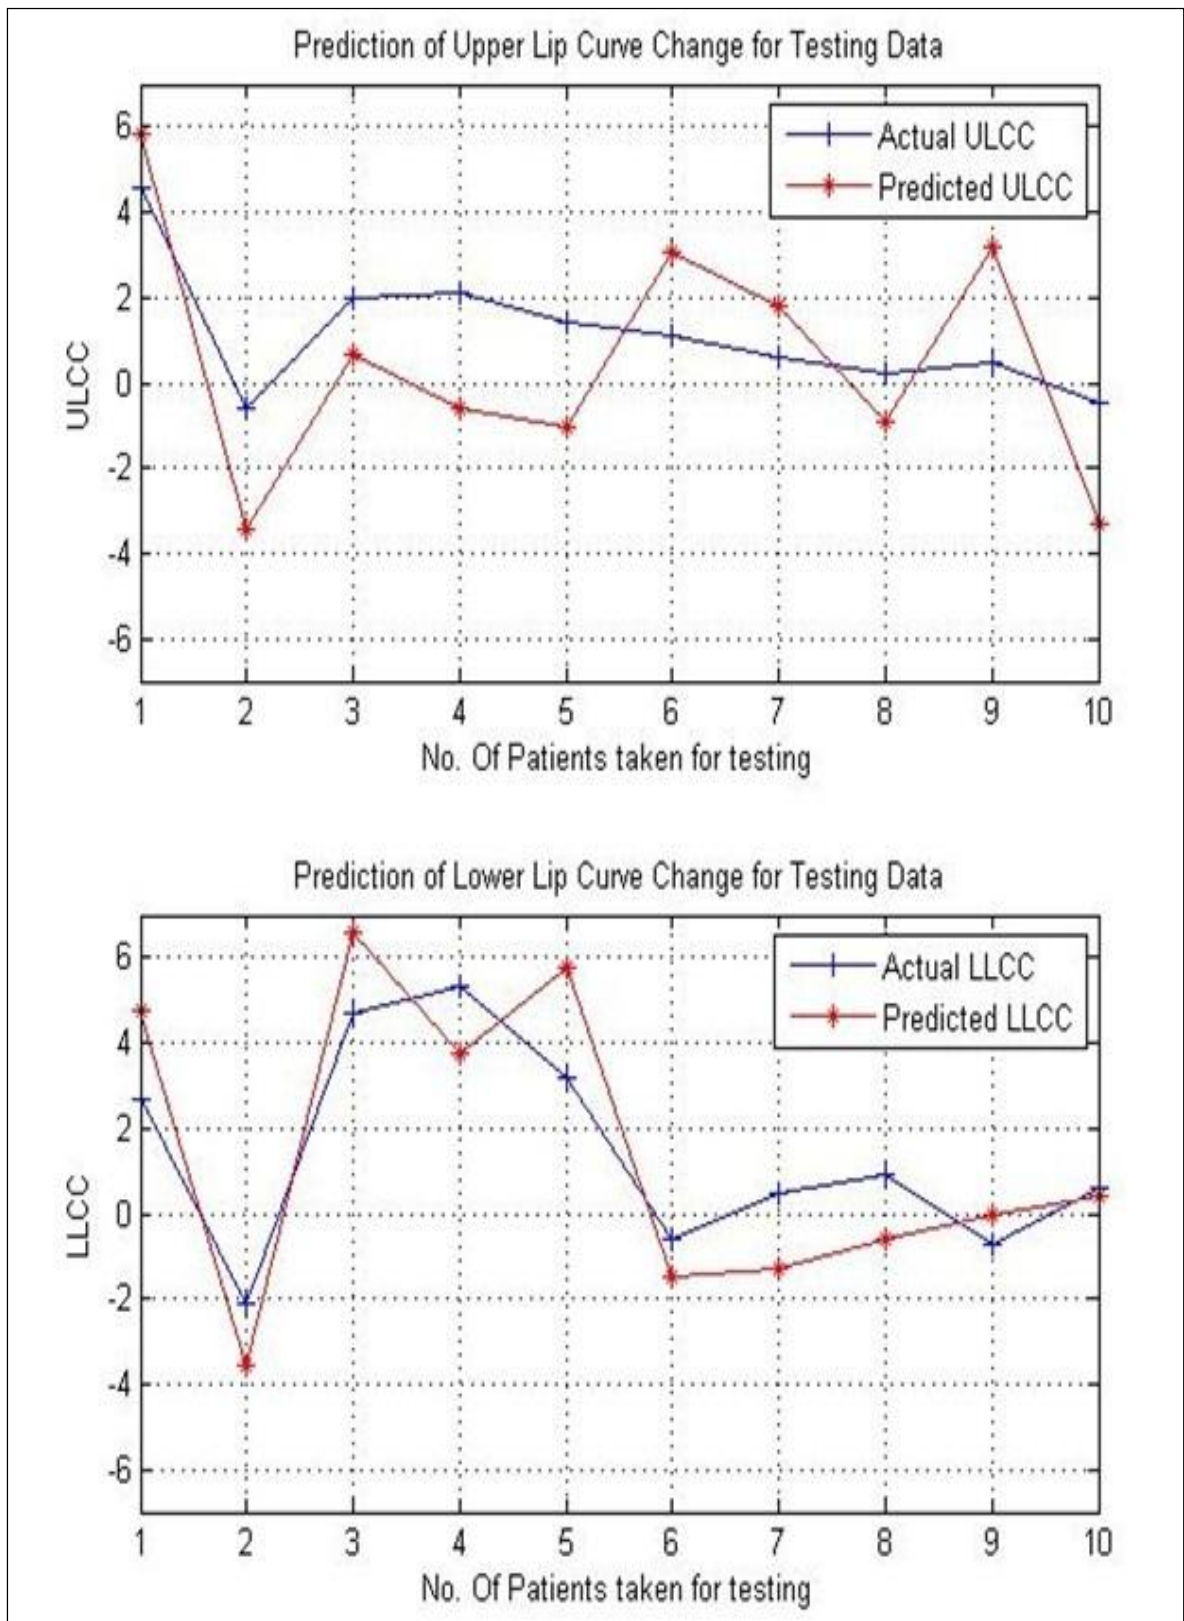 Prediction of Upper Lip Curve Change for Testing Data
Actual ULCC
Predicted ULCC
6
4
2
0
-2
-4
-6
ULCC
1 2 3 4 5 6 7 8 9 10
No. Of Patients taken for testing
Prediction of Lower Lip Curve Change for Testing Data
Actual LLCC
Predicted LLCC
6
4
2
0
-2
-4
-6
LLCC
1 2 3 4 5 6 7 8 9 10
No. Of Patients taken for testing